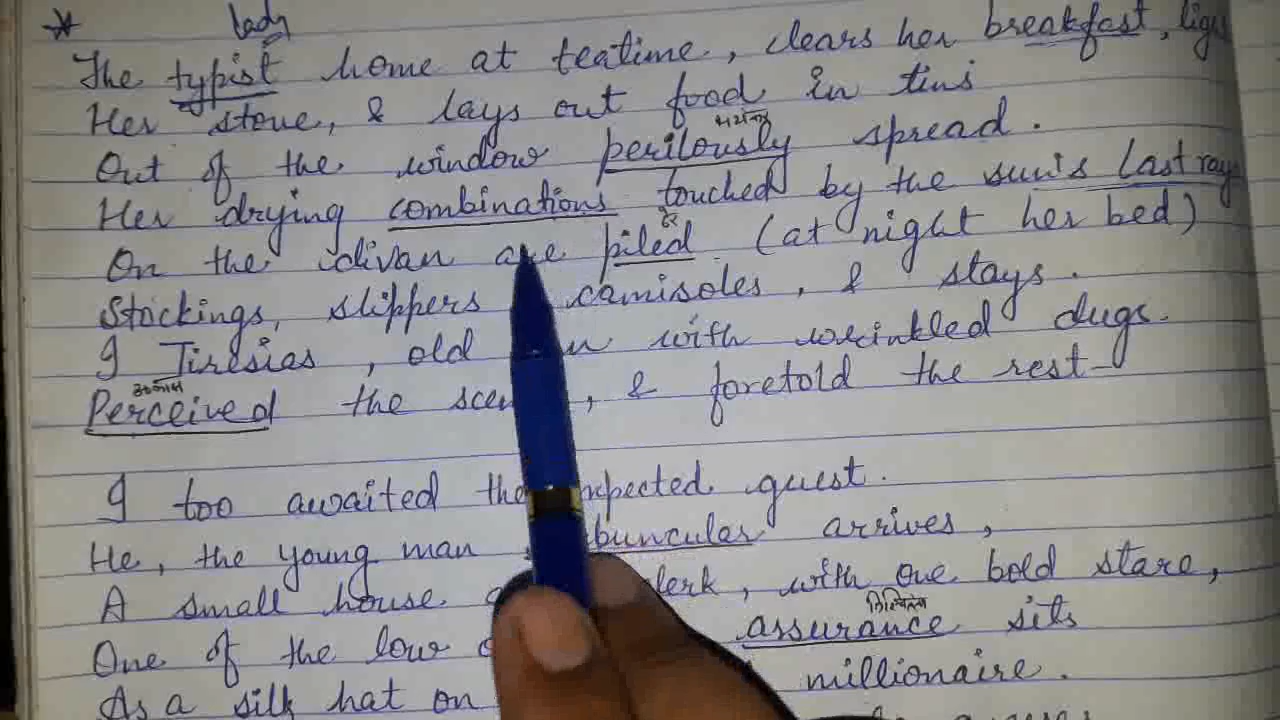 lady
The typist home at teatime, clears her breakfast,
Her stove, & lays out food in tins
Out of the window perilously spread.
Her drying combinations touched by the sun's last ray
On the divan are piled (at night her bed)
Stockings, slippers camisoles, & stays.
I Tiresias, old with wrinkled dugs.
Perceived the , & foretold the rest-
I too awaited the guest.
He, the young man arrives,
A small house , with one bold stare,
One of the low assurance sits
As a silk hat on millionaire.